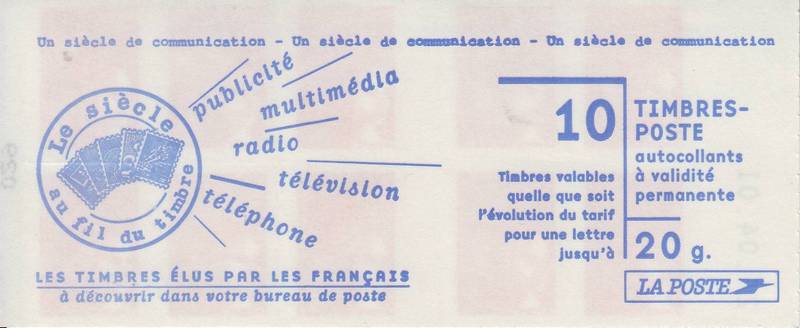 Un siècle de communication - Un siècle de communication - Un siècle de communication
publicité
multimédia
radio
télévision
téléphone
Le siècle
au fil du timbre
LES TIMBRES ÉLUS PAR LES FRANÇAIS
à découvrir dans votre bureau de poste
10
TIMBRES-
POSTE
autocollants
à validité
permanente
Timbres valables
quelle que soit
l'évolution du tarif
pour une lettre
jusqu'à
20 g.
LA POSTE